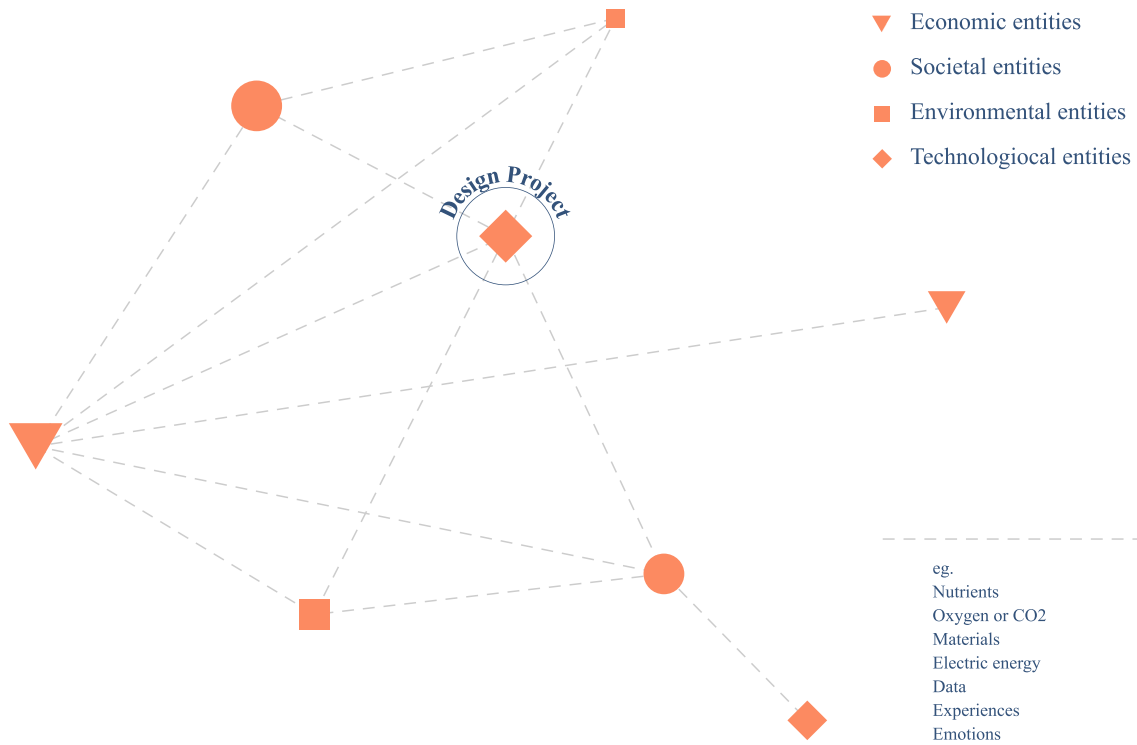 Economic entities
Societal entities
Environmental entities
Technologiocal entities
Design Project
eg.
Nutrients
Oxygen or CO2
Materials
Electric energy
Data
Experiences
Emotions